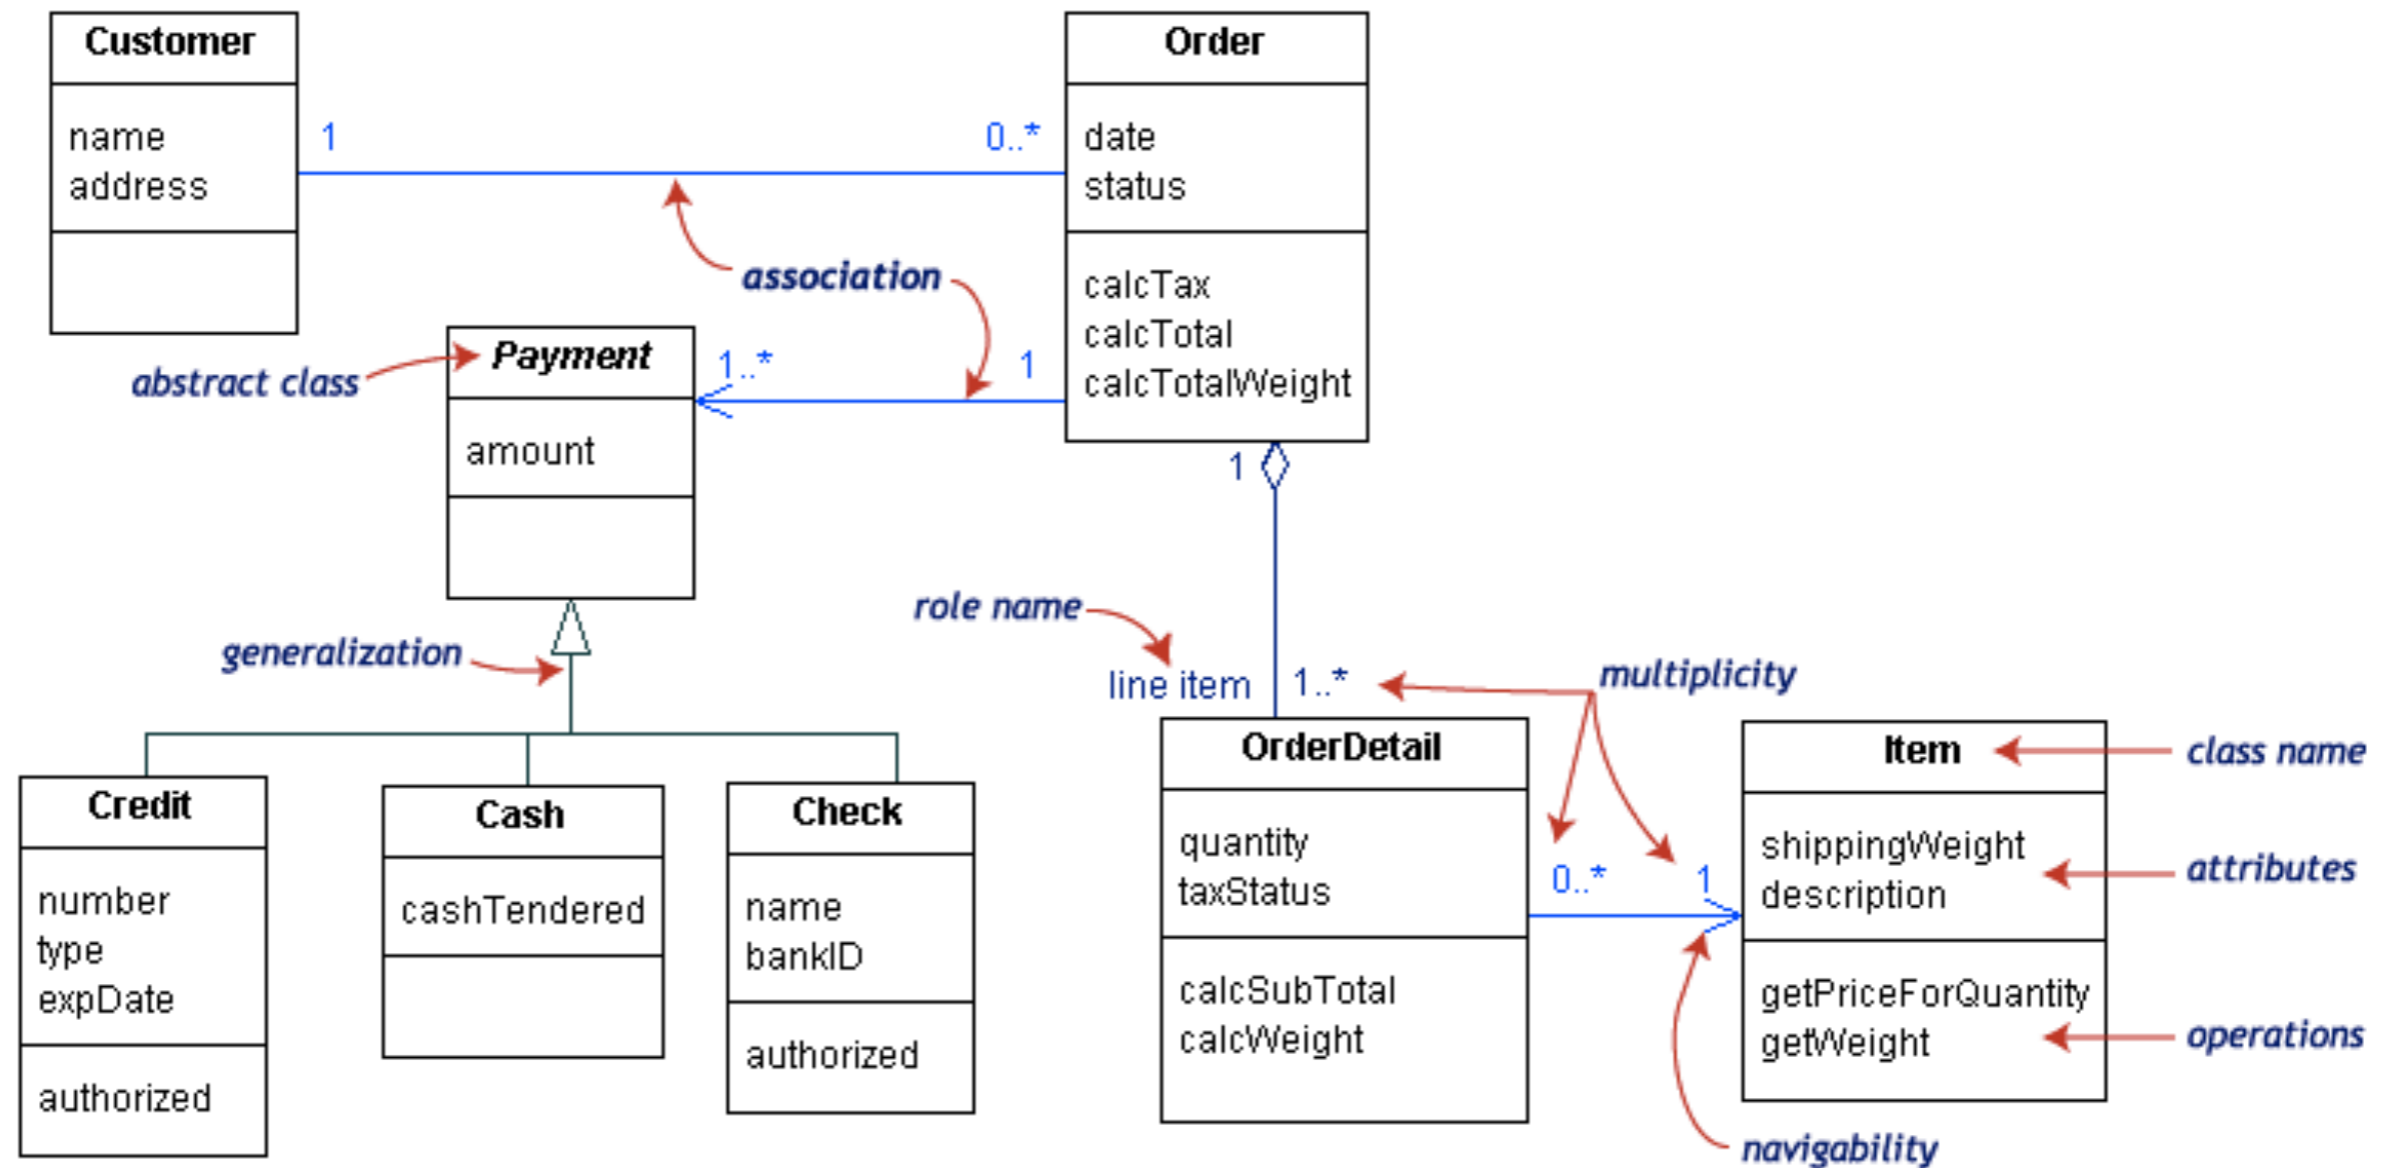 Customer
name
address
1
0..*
Order
date
status
calcTax
calcTotal
calcTotalWeight
association
abstract class
Payment
amount
1..*
1
1
generalization
role name
line item
1..*
multiplicity
Credit
number
type
expDate
authorized
Cash
cashTendered
Check
name
bankID
authorized
OrderDetail
quantity
taxStatus
calcSubTotal
calcWeight
0..*
1
Item
shippingWeight
description
getPriceForQuantity
getWeight
class name
attributes
operations
navigability